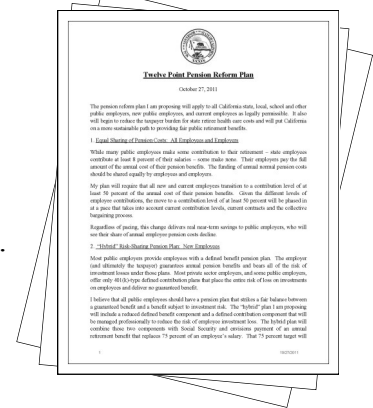 Twelve Point Pension Reform Plan
October 27, 2011
The pension reform plan I am proposing will apply to all California state, local, school and other
public employers, new public employees, and current employees as legally permissible. It also
will begin to reduce the taxpayer burden for state retiree health care costs and will put California
on a more sustainable path to providing fair public retirement benefits.
1. Equal Sharing of Pension Costs: All Employees and Employers
While many public employees make some contribution to their retirement – state employees
contribute at least 8 percent of their salaries – some make none. Their employers pay the full
amount of the annual cost of their pension benefits. The funding of annual normal pension costs
should be shared equally by employees and employers.
My plan will require that all new and current employees transition to a contribution level of at
least 50 percent of the annual cost of their pension benefits. Given the different levels of
employee contributions, the move to a contribution level of at least 50 percent will be phased in
at a pace that takes into account current contribution levels, current contracts and the collective
bargaining process.
Regardless of pacing, this change delivers real near-term savings to public employers, who will
see their share of annual employee pension costs decline.
2. "Hybrid" Risk-Sharing Pension Plan: New Employees
Most public employers provide employees with a defined benefit pension plan. The employer
(and ultimately the taxpayer) guarantees annual pension benefits and bears all of the risk of
investment losses under those plans. Most private sector employers, and some public employers,
offer only 401(k)-type defined contribution plans that place the entire risk of loss on investments
on employees and deliver no guaranteed benefit.
I believe that all public employees should have a pension plan that strikes a fair balance between
a guaranteed benefit and a benefit subject to investment risk. The "hybrid" plan I am proposing
will include a reduced defined benefit component and a defined contribution component that will
be managed professionally to reduce the risk of employee investment loss. The hybrid plan will
combine those two components with Social Security and envisions payment of an annual
retirement benefit that replaces 75 percent of an employee's salary. That 75 percent target will
1 10/27/2011